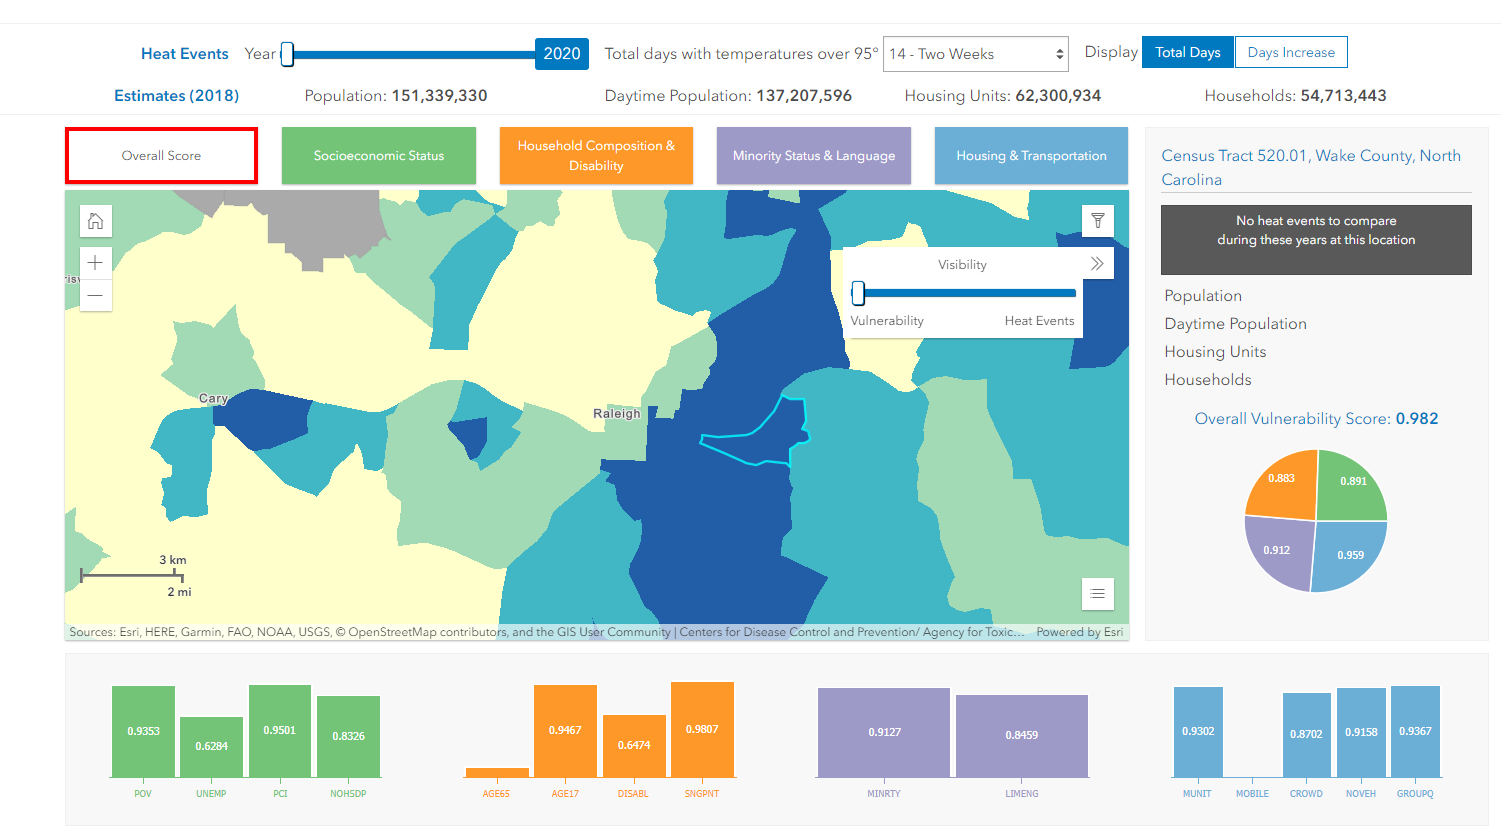 Heat Events Year 2020 Total days with temperatures over 95° 14 - Two Weeks Display Total Days Days Increase
Estimates (2018) Population: 151,339,330 Daytime Population: 137,207,596 Housing Units: 62,300,934 Households: 54,713,443
Overall Score
Socioeconomic Status
Household Composition &
Disability
Minority Status & Language
Housing & Transportation
Visibility
Vulnerability Heat Events
Cary
Raleigh
3 km
2 mi
Sources: Esri, HERE, Garmin, FAO, NOAA, USGS, © OpenStreetMap contributors, and the GIS User Community | Centers for Disease Control and Prevention/ Agency for Toxic... Powered by Esri
Census Tract 520.01, Wake County, North
Carolina
No heat events to compare
during these years at this location
Population
Daytime Population
Housing Units
Households
Overall Vulnerability Score: 0.982
0.883 0.891
0.912 0.959
0.9353 0.6284 0.9501 0.8326
POV UNEMP PCI NOHSDP
0.9467 0.6474 0.9807
AGE65 AGE17 DISABL SNGPNT
0.9127 0.8459
MINRTY LIMENG
0.9302 0.8702 0.9158 0.9367
MUNIT MOBILE CROWD NOVEH GROUPQ